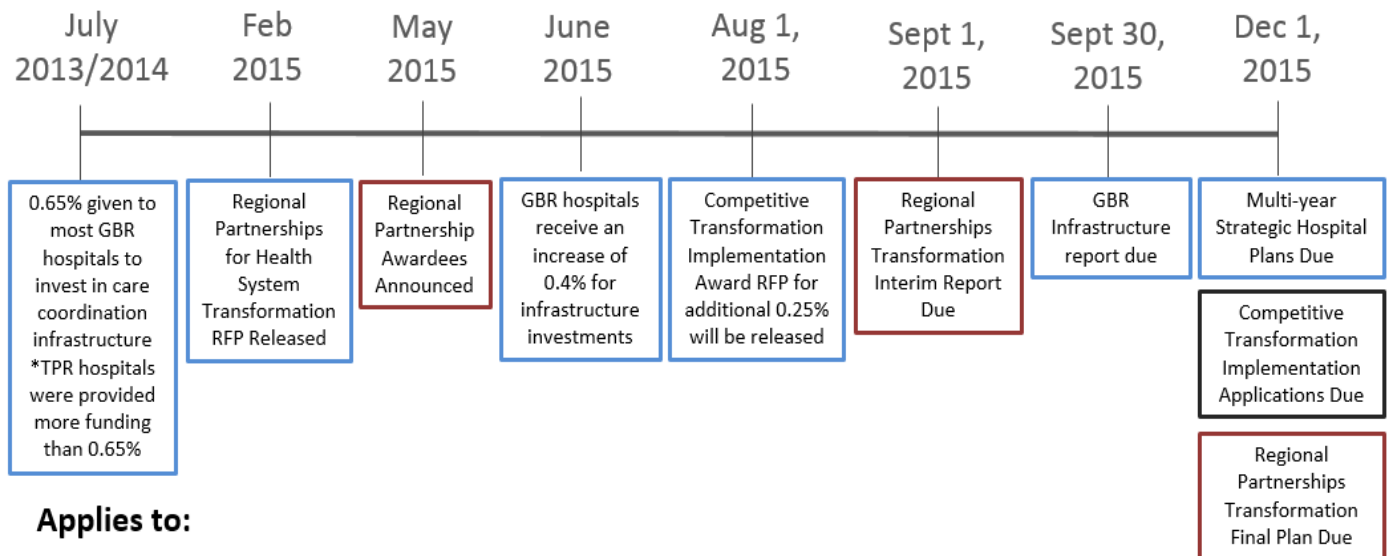 July
2013/2014
Feb
2015
May
2015
June
2015
Aug 1,
2015
Sept 1,
2015
Sept 30,
2015
Dec 1,
2015
0.65% given to
most GBR
hospitals to
invest in care
coordination
infrastructure
*TPR hospitals
were provided
more funding
than 0.65%
Regional
Partnerships
for Health
System
Transformation
RFP Released
Regional
Partnership
Awardees
Announced
GBR hospitals
receive an
increase of
0.4% for
infrastructure
investments
Competitive
Transformation
Implementation
Award RFP for
additional 0.25%
will be released
Regional
Partnerships
Transformation
Interim Report
Due
GBR
Infrastructure
report due
Multi-year
Strategic Hospital
Plans Due
Competitive
Transformation
Implementation
Applications Due
Regional
Partnerships
Transformation
Final Plan Due
Applies to: